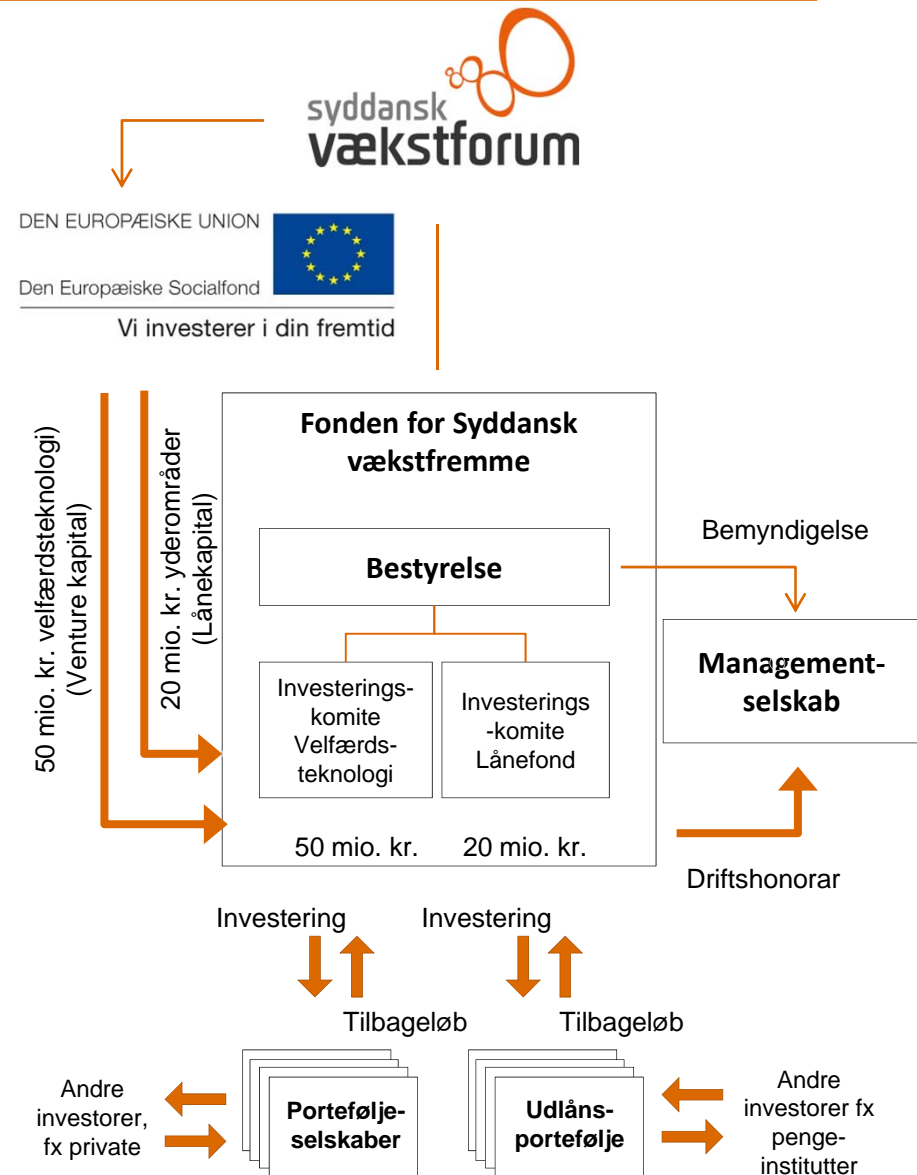 syddansk
vækstforum
DEN EUROPÆISKE UNION
Den Europæiske Socialfond
Vi investerer i din fremtid
50 mio. kr. velfærdsteknologi)
(Venture kapital)
20 mio. kr. yderområder
(Lånekapital)
Fonden for Syddansk
vækstfremme
Bestyrelse
Bemyndigelse
Management-
selskab
Investerings-
komite
Velfærds-
teknologi
Investerings
-komite
Lånefond
50 mio. kr.
20 mio. kr.
Driftshonorar
Investering
Investering
Tilbageløb
Tilbageløb
Andre
investorer,
fx private
Portefølje-
selskaber
Udlåns-
portefølje
Andre
investorer fx
penge-
institutter